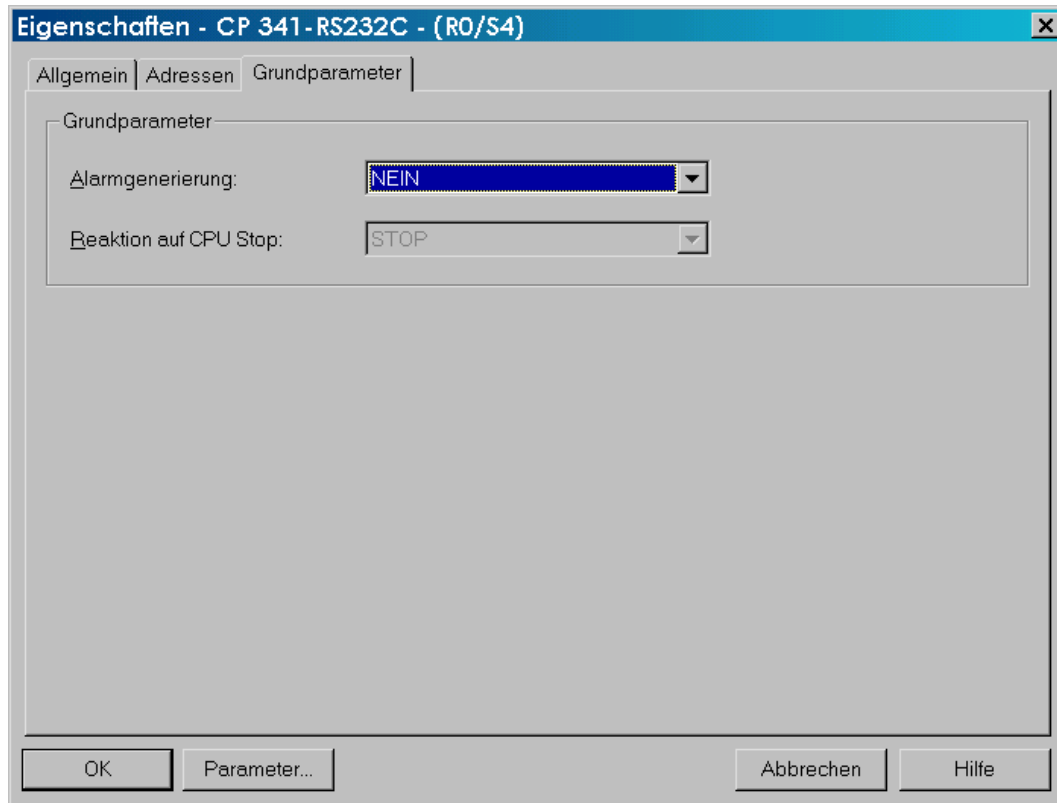 Eigenschaften - CP 341-RS232C - (R0/S4)
Allgemein Adressen Grundparameter
Grundparameter
Alarmgenerierung: NEIN
Reaktion auf CPU Stop: STOP
OK Parameter... Abbrechen Hilfe